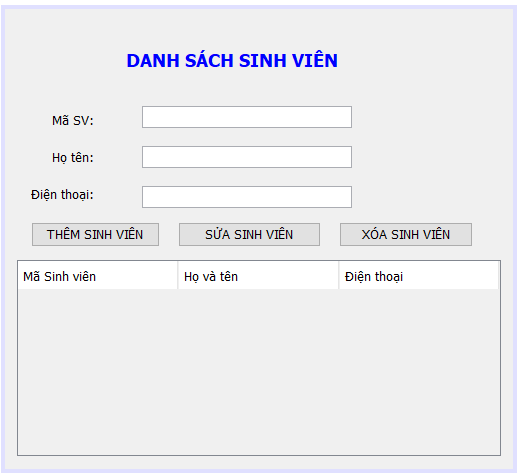 DANH SÁCH SINH VIÊN
Mã SV:
Họ tên:
Điện thoại:
THÊM SINH VIÊN SỬA SINH VIÊN XÓA SINH VIÊN
Mã Sinh viên Họ và tên Điện thoại